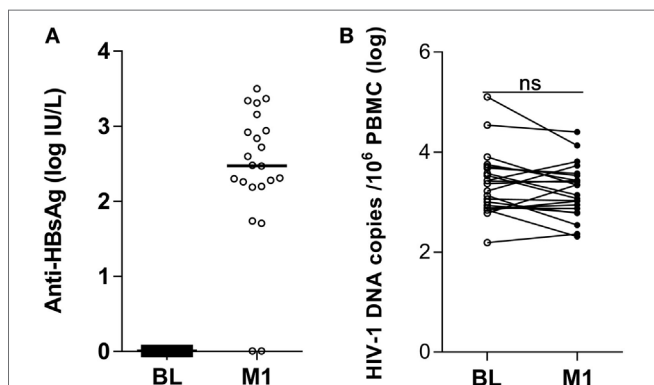 A
Anti-HBsAg (log IU/L)
4
3
2
1
0
BL
M1
B
HIV-1 DNA copies /10⁶ PBMC (log)
6
4
2
0
ns
BL
M1